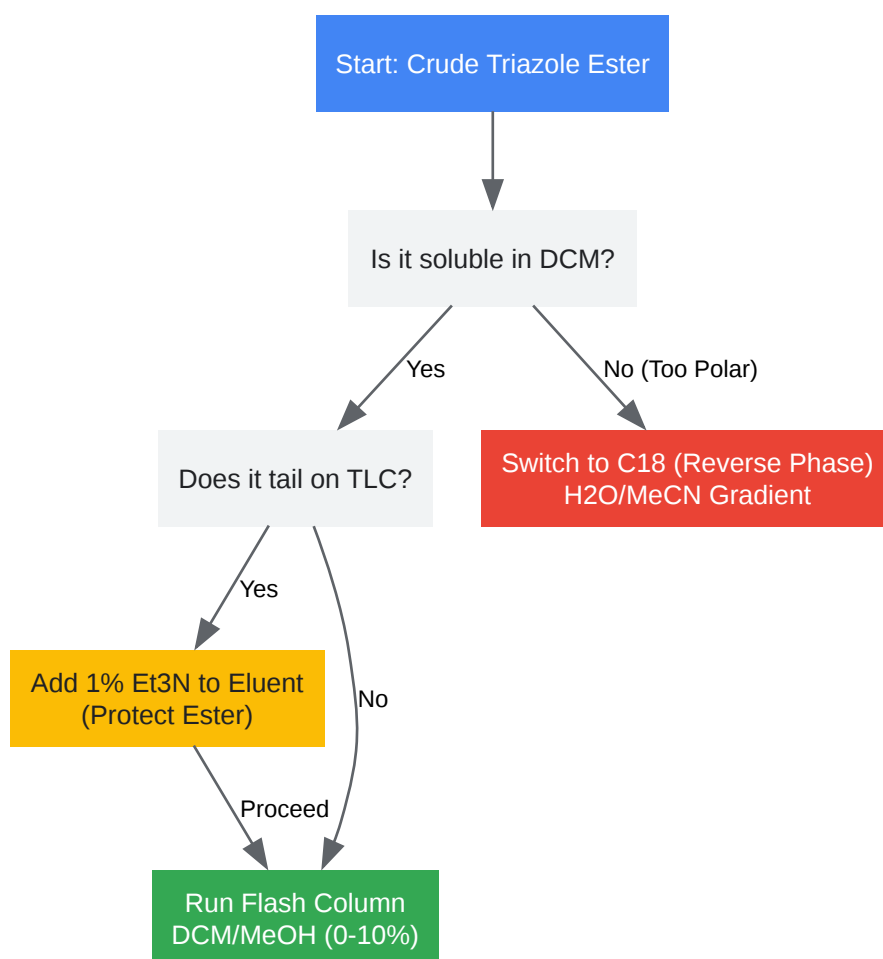 Start: Crude Triazole Ester
Is it soluble in DCM?
Yes
No (Too Polar)
Does it tail on TLC?
Switch to C18 (Reverse Phase)
H2O/MeCN Gradient
Yes
Add 1% Et3N to Eluent
(Protect Ester)
No
Proceed
Run Flash Column
DCM/MeOH (0-10%)